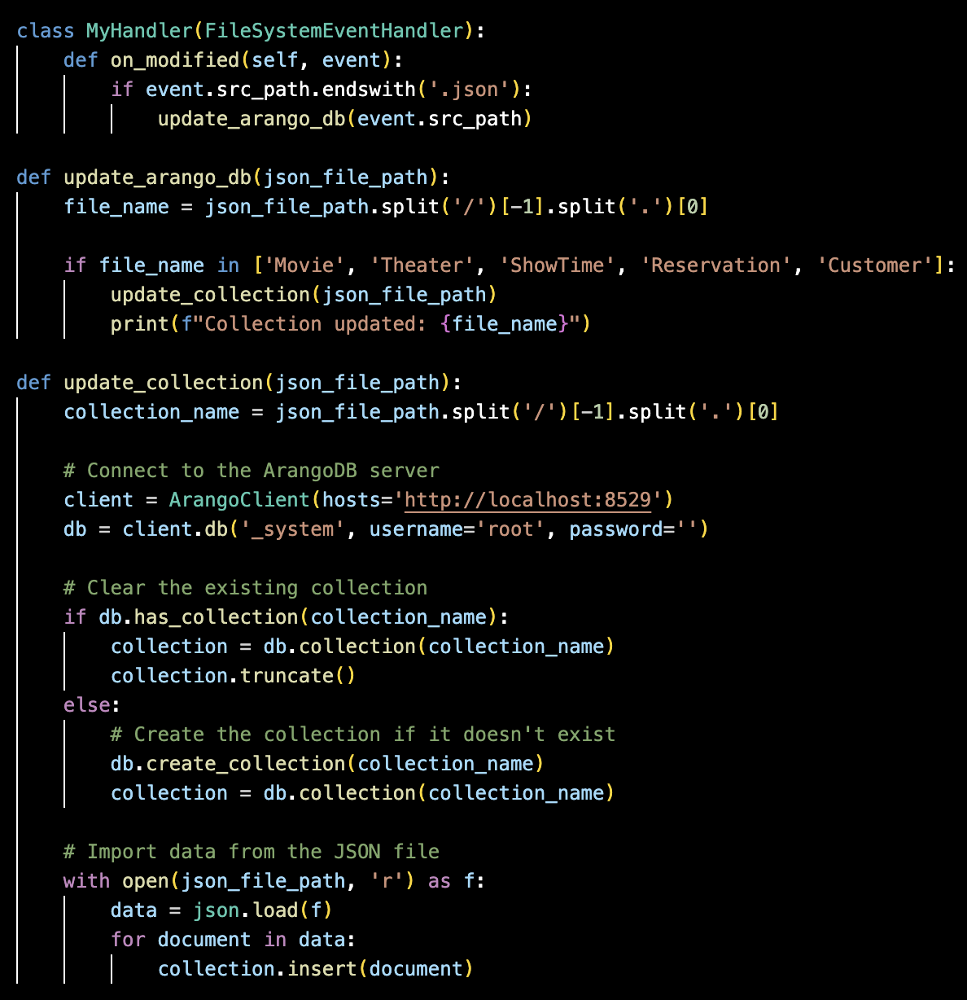 class MyHandler(FileSystemEventHandler):
    def on_modified(self, event):
        if event.src_path.endswith('.json'):
            update_arango_db(event.src_path)

def update_arango_db(json_file_path):
    file_name = json_file_path.split('/')[-1].split('.')[0]

    if file_name in ['Movie', 'Theater', 'ShowTime', 'Reservation', 'Customer']:
        update_collection(json_file_path)
        print(f"Collection updated: {file_name}")

def update_collection(json_file_path):
    collection_name = json_file_path.split('/')[-1].split('.')[0]

    # Connect to the ArangoDB server
    client = ArangoClient(hosts='http://localhost:8529')
    db = client.db('_system', username='root', password='')

    # Clear the existing collection
    if db.has_collection(collection_name):
        collection = db.collection(collection_name)
        collection.truncate()
    else:
        # Create the collection if it doesn't exist
        db.create_collection(collection_name)
        collection = db.collection(collection_name)

    # Import data from the JSON file
    with open(json_file_path, 'r') as f:
        data = json.load(f)
        for document in data:
            collection.insert(document)